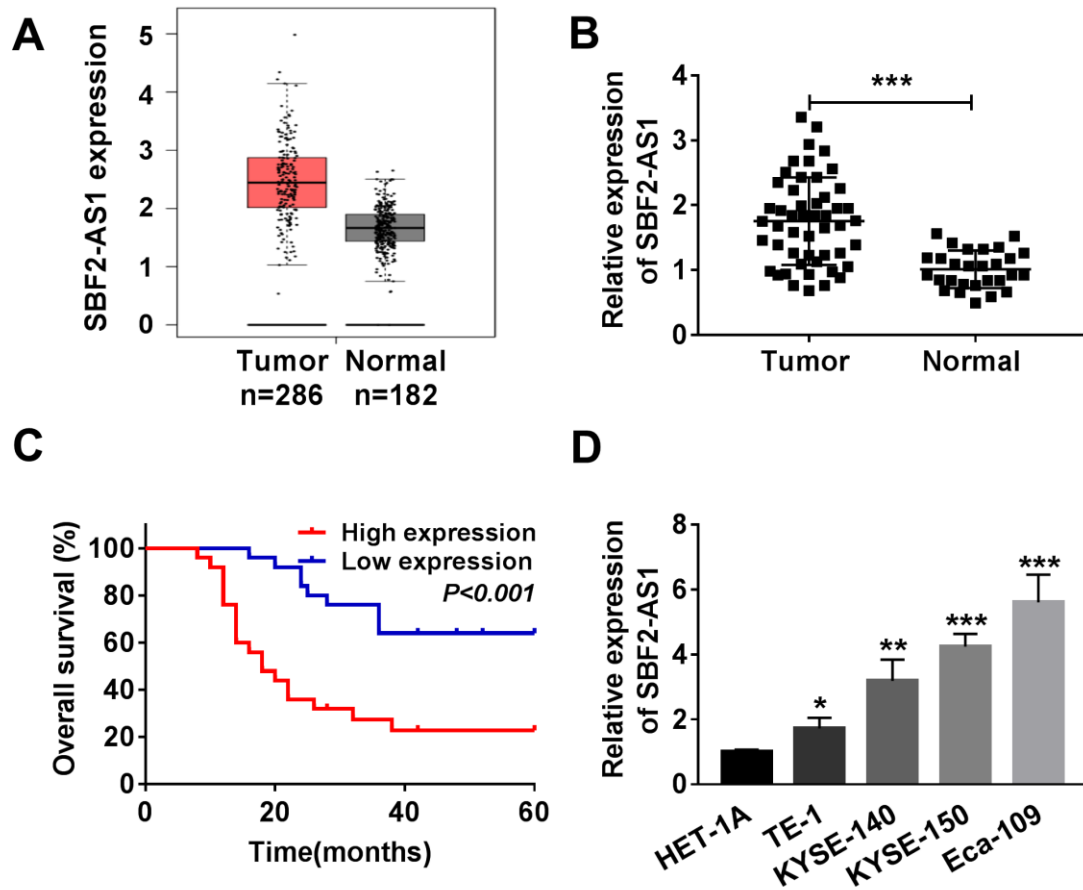 A
SBF2-AS1 expression
5
4
3
2
1
0
Tumor Normal
n=286 n=182
B
Relative expression
of SBF2-AS1
4
3
2
1
0
***
Tumor Normal
C
Overall survival (%)
100
80
60
40
20
0
High expression
Low expression
P<0.001
0 20 40 60
Time(months)
D
Relative expression
of SBF2-AS1
8
6
4
2
0
*
**
***
***
HET-1A
TE-1
KYSE-140
KYSE-150
Eca-109